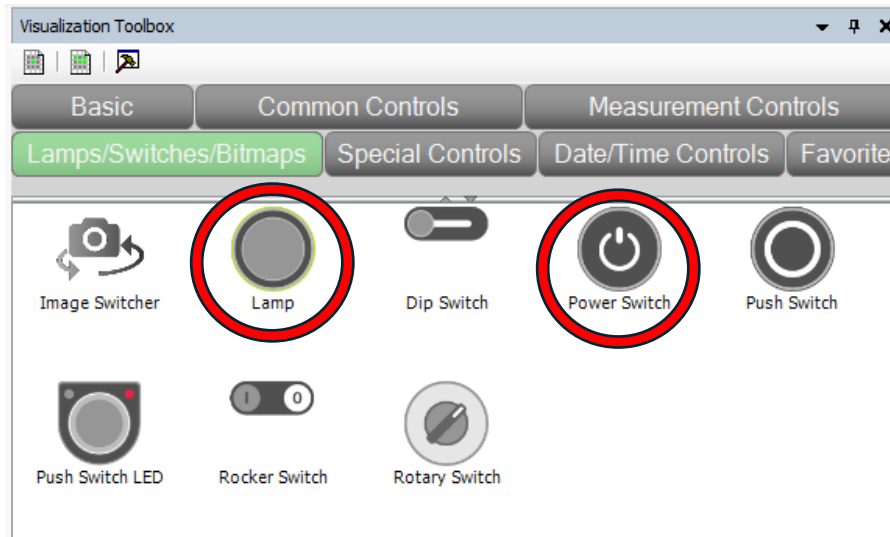 Visualization Toolbox
Basic Common Controls Measurement Controls
Lamps/Switches/Bitmaps Special Controls Date/Time Controls Favorite
Image Switcher Lamp Dip Switch Power Switch Push Switch
I 0
Push Switch LED Rocker Switch Rotary Switch